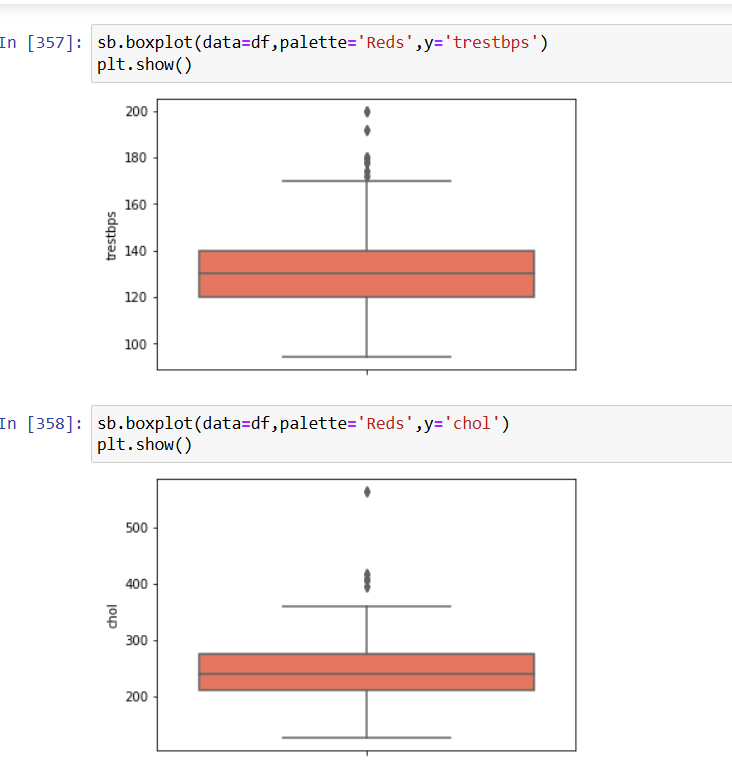 In [357]: sb.boxplot(data=df,palette='Reds',y='trestbps')
plt.show()
200
180
160
140
120
100
trestbps
In [358]: sb.boxplot(data=df,palette='Reds',y='chol')
plt.show()
500
400
300
200
chol